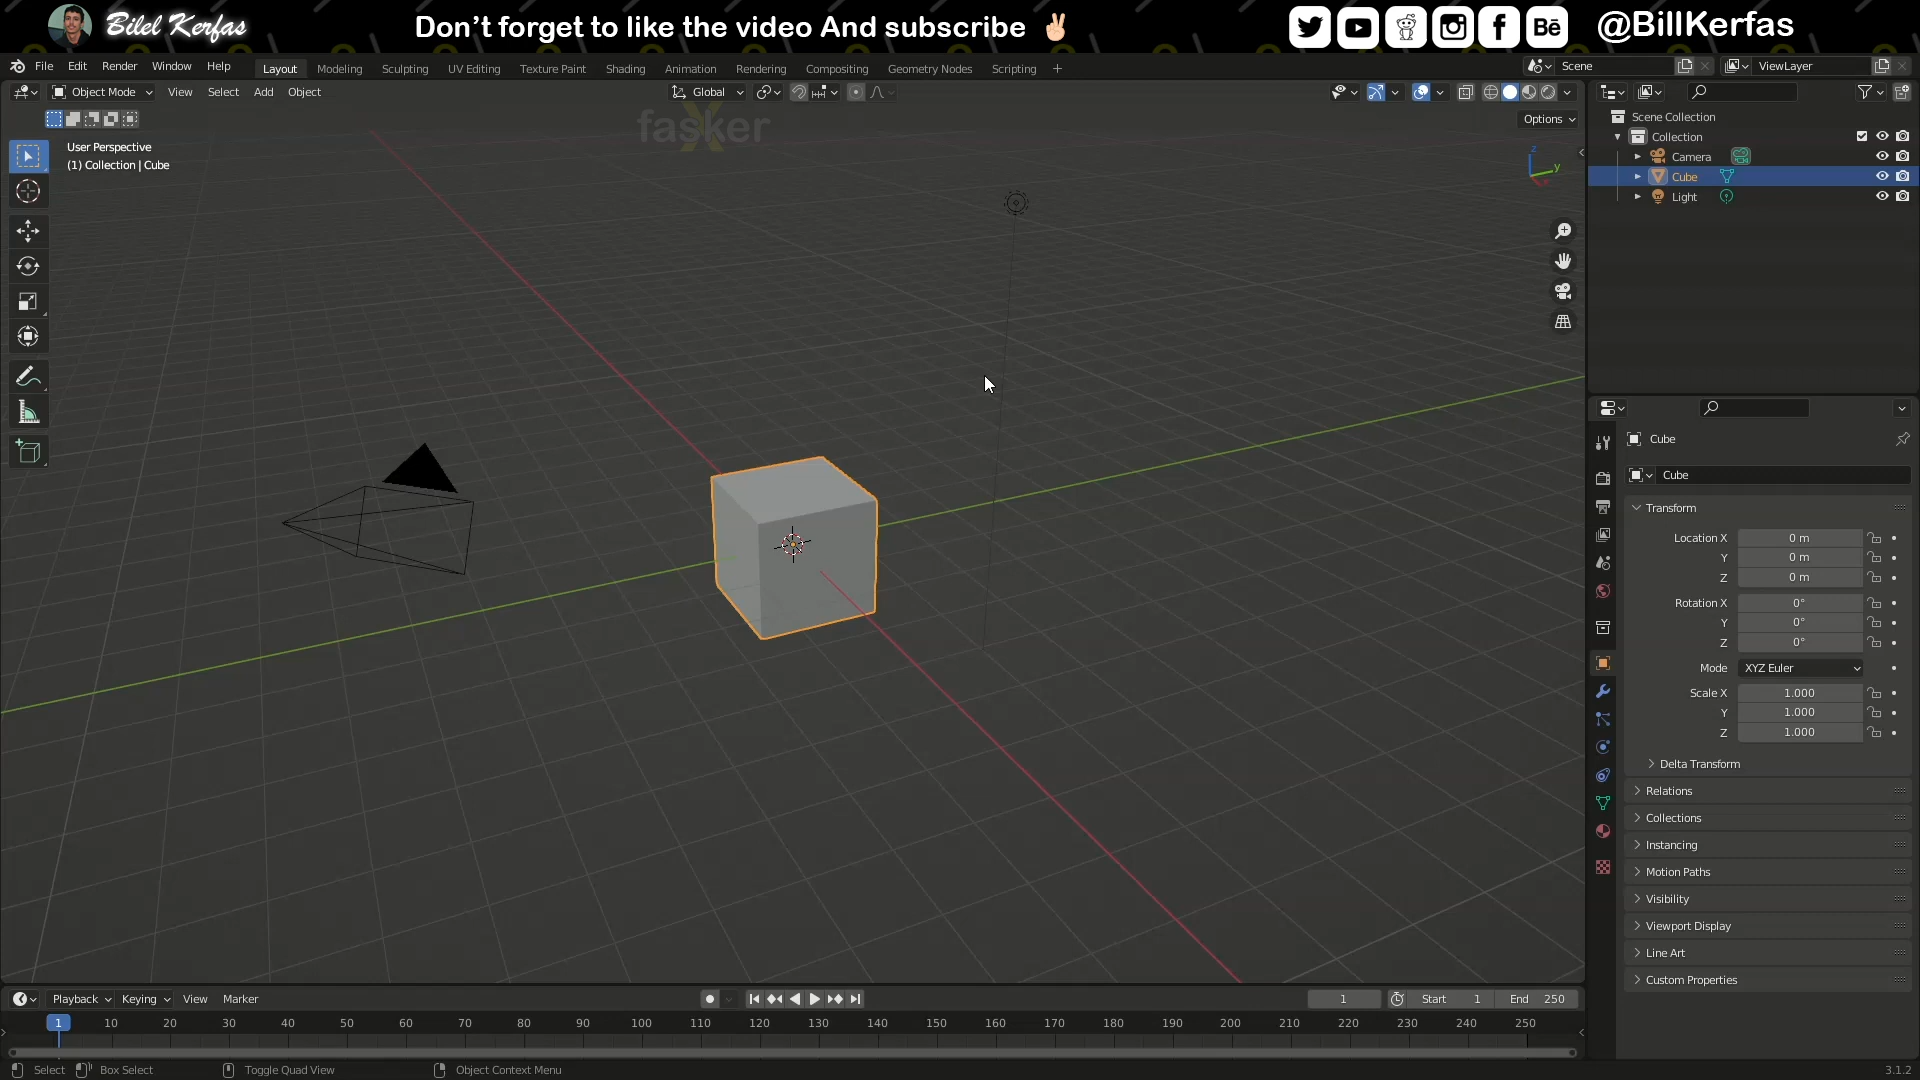 Bilel Kerfas
Don't forget to like the video And subscribe ✌🏻
@BillKerfas
File Edit Render Window Help
Layout Modeling Sculpting UV Editing Texture Paint Shading Animation Rendering Compositing Geometry Nodes Scripting +
Scene
ViewLayer
Object Mode View Select Add Object
Global
Options
fasker
X
User Perspective
(1) Collection | Cube
z
y
x
Scene Collection
Collection
Camera
Cube
Light
Cube
Cube
Transform
Location X 0 m
Y 0 m
Z 0 m
Rotation X 0°
Y 0°
Z 0°
Mode XYZ Euler
Scale X 1.000
Y 1.000
Z 1.000
Delta Transform
Relations
Collections
Instancing
Motion Paths
Visibility
Viewport Display
Line Art
Custom Properties
Playback Keying View Marker
1 Start 1 End 250
1 10 20 30 40 50 60 70 80 90 100 110 120 130 140 150 160 170 180 190 200 210 220 230 240 250
Select Box Select Toggle Quad View Object Context Menu 3.1.2